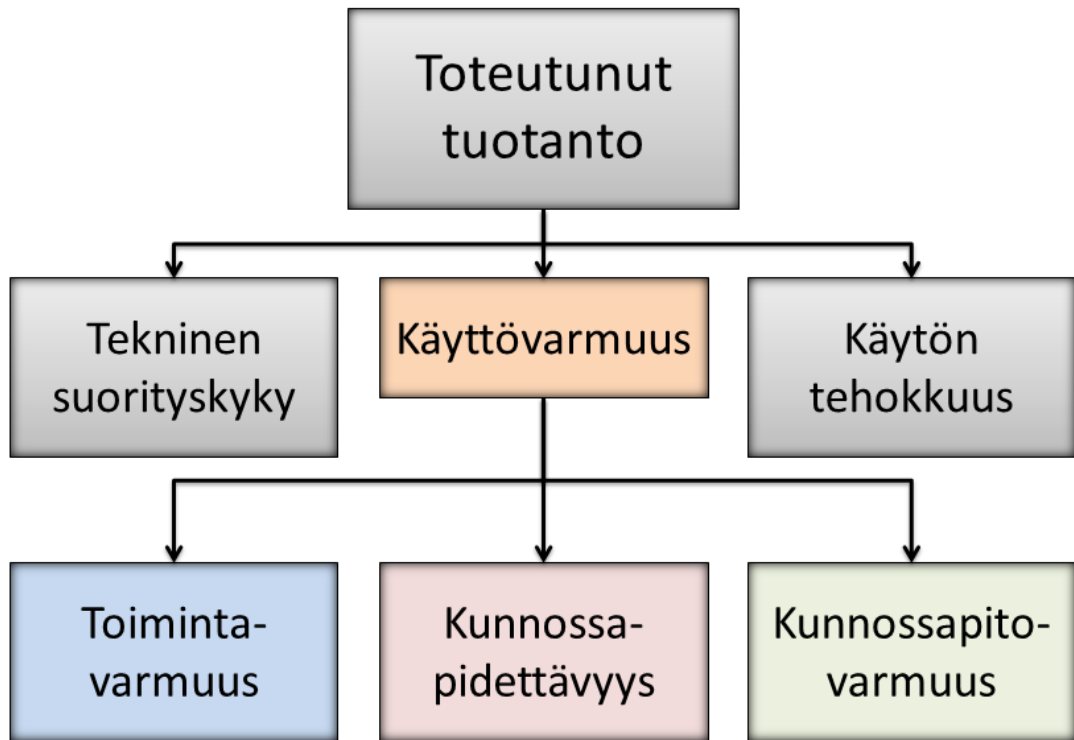 Toteutunut
tuotanto
Tekninen
suorityskyky
Käyttövarmuus
Käytön
tehokkuus
Toiminta-
varmuus
Kunnossa-
pidettävyys
Kunnossapito-
varmuus